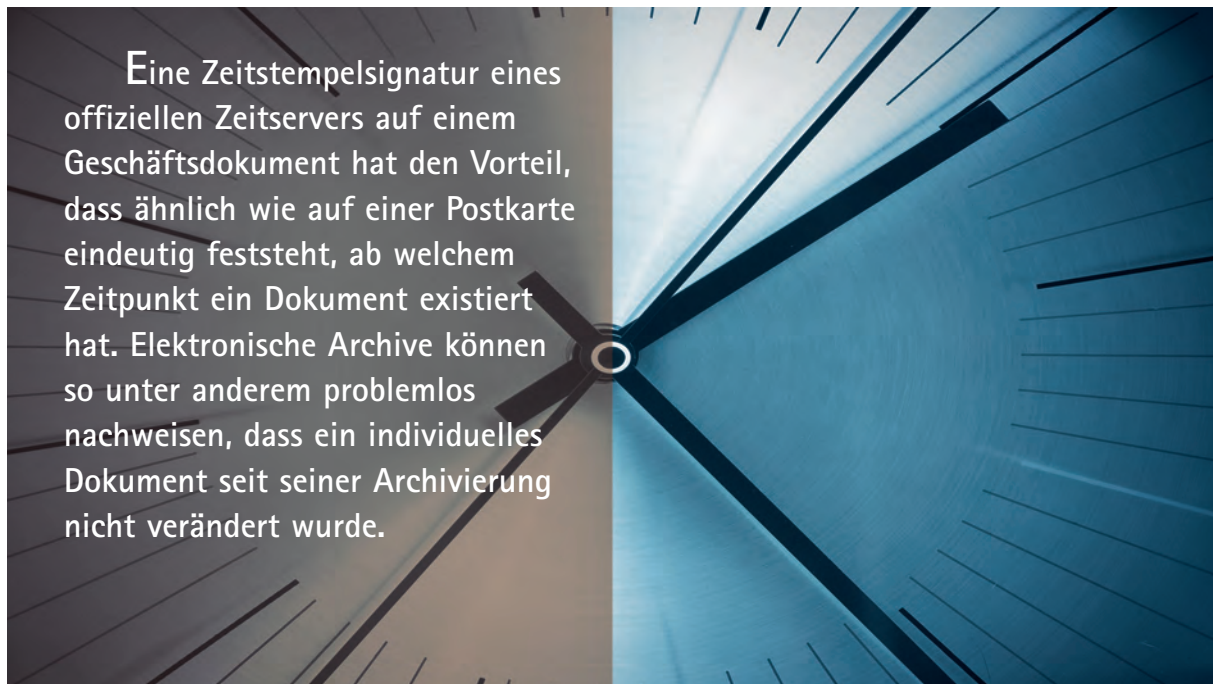 Eine Zeitstempelsignatur eines
offiziellen Zeitservers auf einem
Geschäftsdokument hat den Vorteil,
dass ähnlich wie auf einer Postkarte
eindeutig feststeht, ab welchem
Zeitpunkt ein Dokument existiert
hat. Elektronische Archive können
so unter anderem problemlos
nachweisen, dass ein individuelles
Dokument seit seiner Archivierung
nicht verändert wurde.